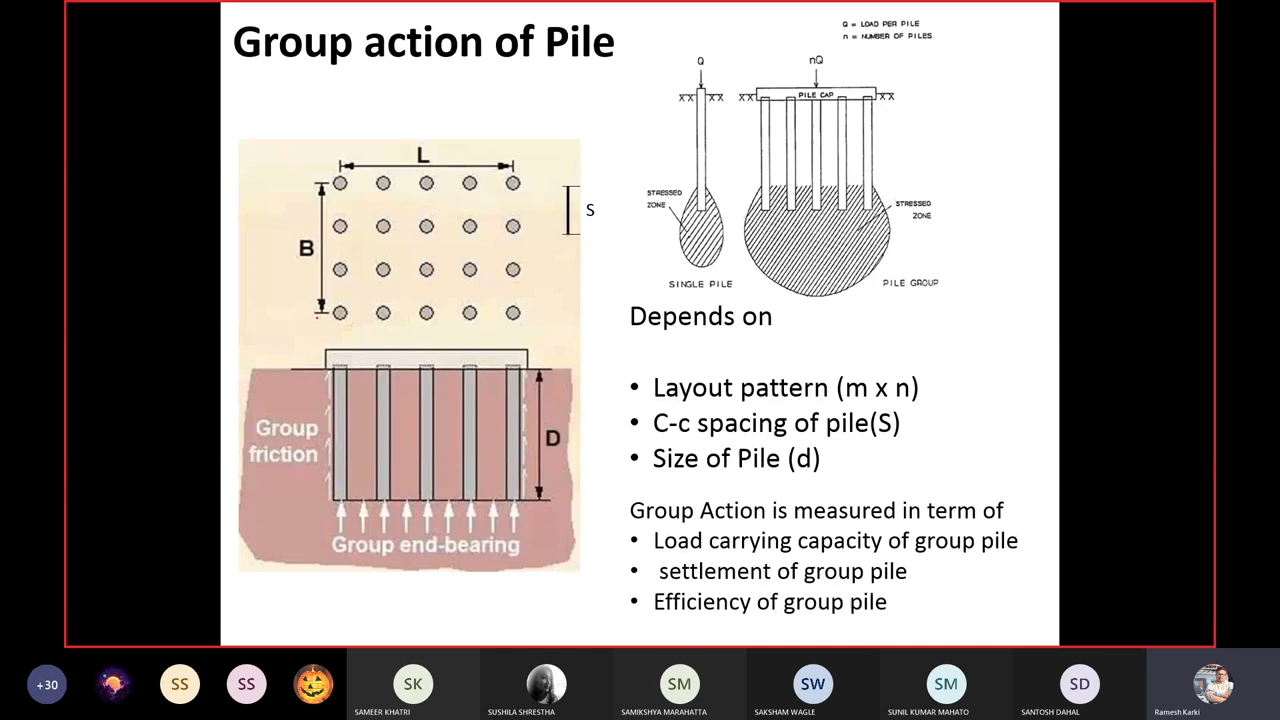 Group action of Pile
Q = LOAD PER PILE
n = NUMBER OF PILES
Q
nQ
PILE CAP
STRESSED
ZONE
STRESSED
ZONE
SINGLE PILE
PILE GROUP
L
B
S
Group
friction
D
Group end-bearing
Depends on
• Layout pattern (m x n)
• C-c spacing of pile(S)
• Size of Pile (d)
Group Action is measured in term of
• Load carrying capacity of group pile
• settlement of group pile
• Efficiency of group pile
+30
SS
SS
SK
SAMEER KHATRI
SUSHILA SHRESTHA
SM
SAMIKSHYA MARAHATTA
SW
SAKSHAM WAGLE
SM
SUNIL KUMAR MAHATO
SD
SANTOSH DAHAL
Ramesh Karki